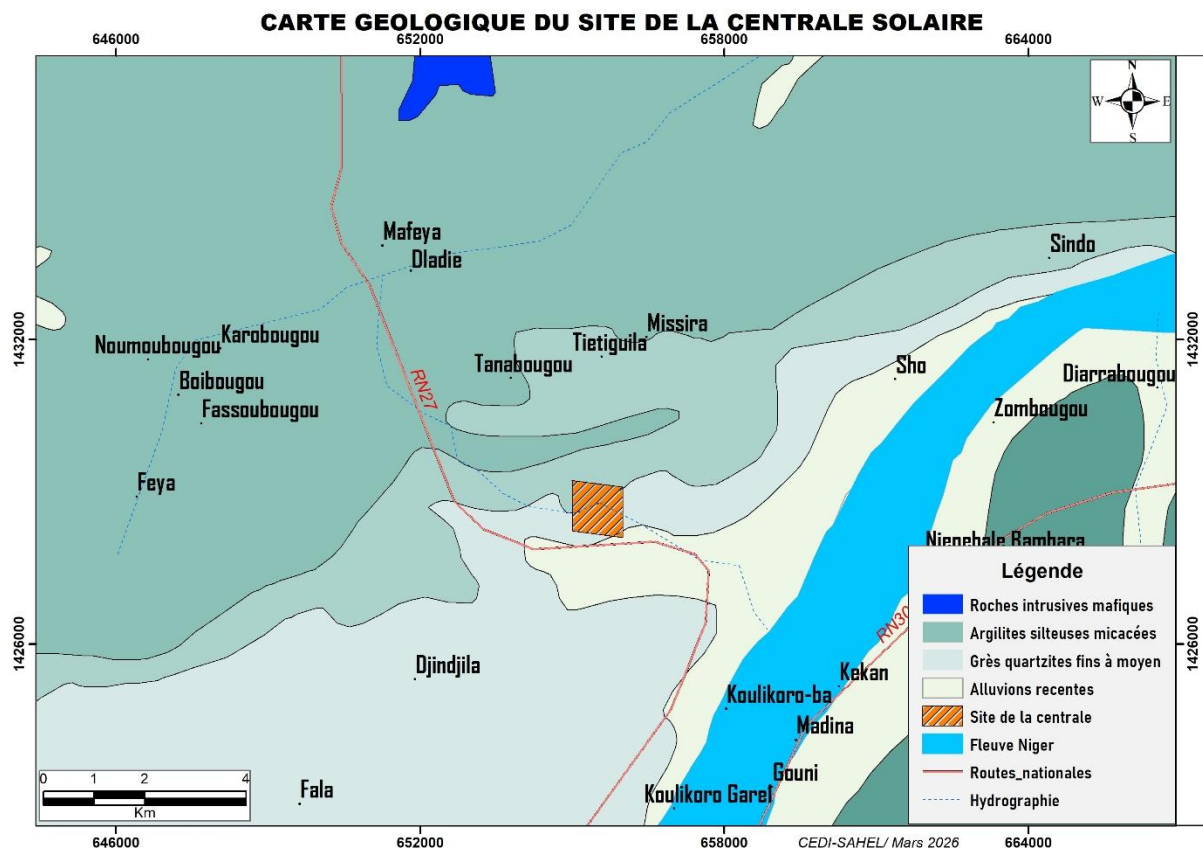 CARTE GEOLOGIQUE DU SITE DE LA CENTRALE SOLAIRE
646000
652000
658000
664000
N
W
E
S
Mafeya
Dladie
Sindo
1432000
1432000
Noumoubougou
Karobougou
Missira
Tietiguila
Tanabougou
Sho
Diarrabougou
Boibougou
RN27
Fassoubougou
Zombougou
Feya
Légende
Roches intrusives mafiques
Argilites silteuses micacées
Grès quartzites fins à moyen
Alluvions recentes
Site de la centrale
Fleuve Niger
Routes_nationales
Hydrographie
RN30
1426000
1426000
Djindjila
Kekan
Koulikoro-ba
Madina
Gouni
Koulikoro Garel
Fala
0 1 2 4
Km
646000
652000
658000
664000
CEDI-SAHEL/ Mars 2026